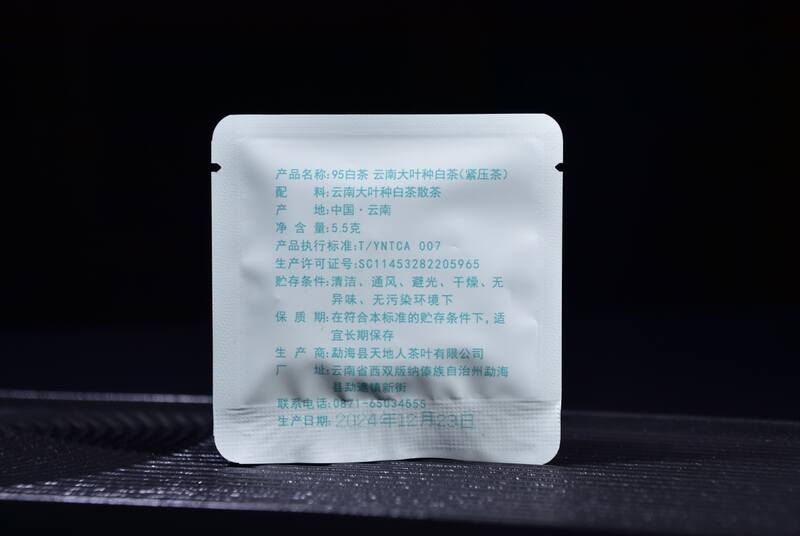 产品名称:95白茶 云南大叶种白茶(紧压茶)
配 料:云南大叶种白茶散茶
产 地:中国·云南
净 含 量:5.5克
产品执行标准:T/YNTCA 007
生产许可证号:SC11453282205965
贮存条件:清洁、通风、避光、干燥、无
异味、无污染环境下
保 质 期:在符合本标准的贮存条件下,适
宜长期保存
生 产 商:勐海县天地人茶叶有限公司
厂 址:云南省西双版纳傣族自治州勐海
县勐遮镇新街
联系电话:0871-65034655
生产日期:2024年12月23日